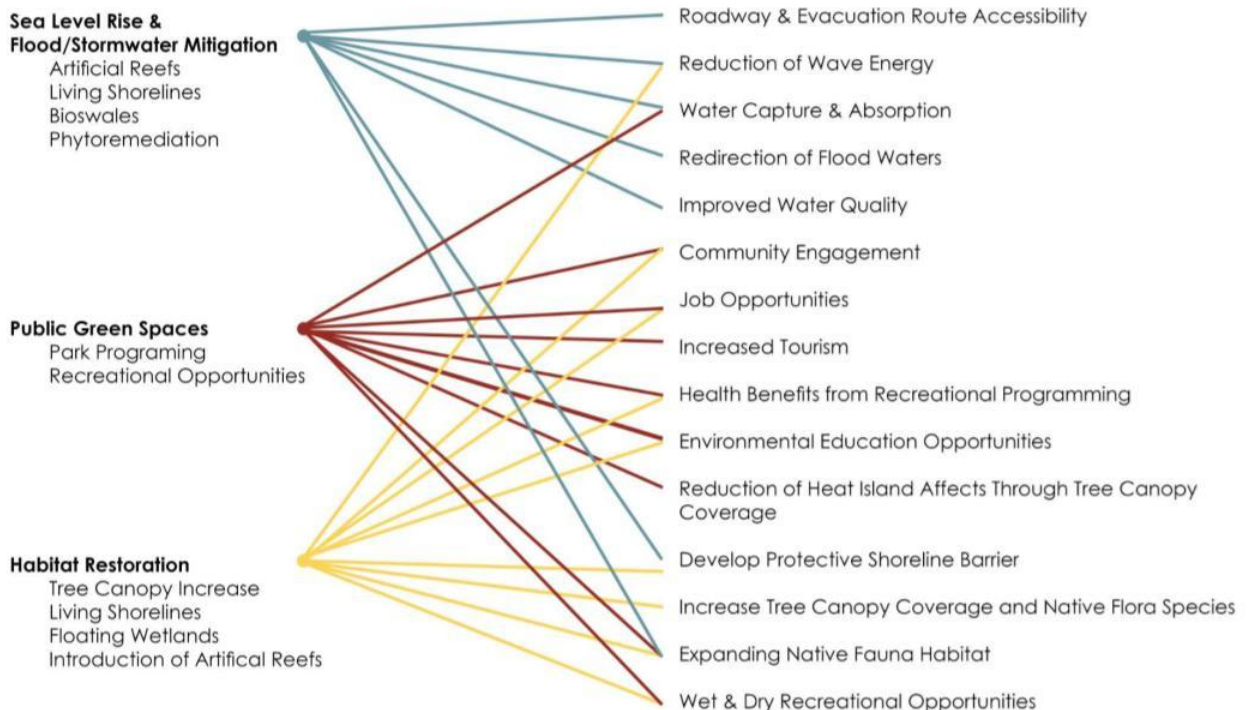 Sea Level Rise &
Flood/Stormwater Mitigation
Artificial Reefs
Living Shorelines
Bioswales
Phytoremediation
Public Green Spaces
Park Programing
Recreational Opportunities
Habitat Restoration
Tree Canopy Increase
Living Shorelines
Floating Wetlands
Introduction of Artifical Reefs
Roadway & Evacuation Route Accessibility
Reduction of Wave Energy
Water Capture & Absorption
Redirection of Flood Waters
Improved Water Quality
Community Engagement
Job Opportunities
Increased Tourism
Health Benefits from Recreational Programming
Environmental Education Opportunities
Reduction of Heat Island Affects Through Tree Canopy
Coverage
Develop Protective Shoreline Barrier
Increase Tree Canopy Coverage and Native Flora Species
Expanding Native Fauna Habitat
Wet & Dry Recreational Opportunities